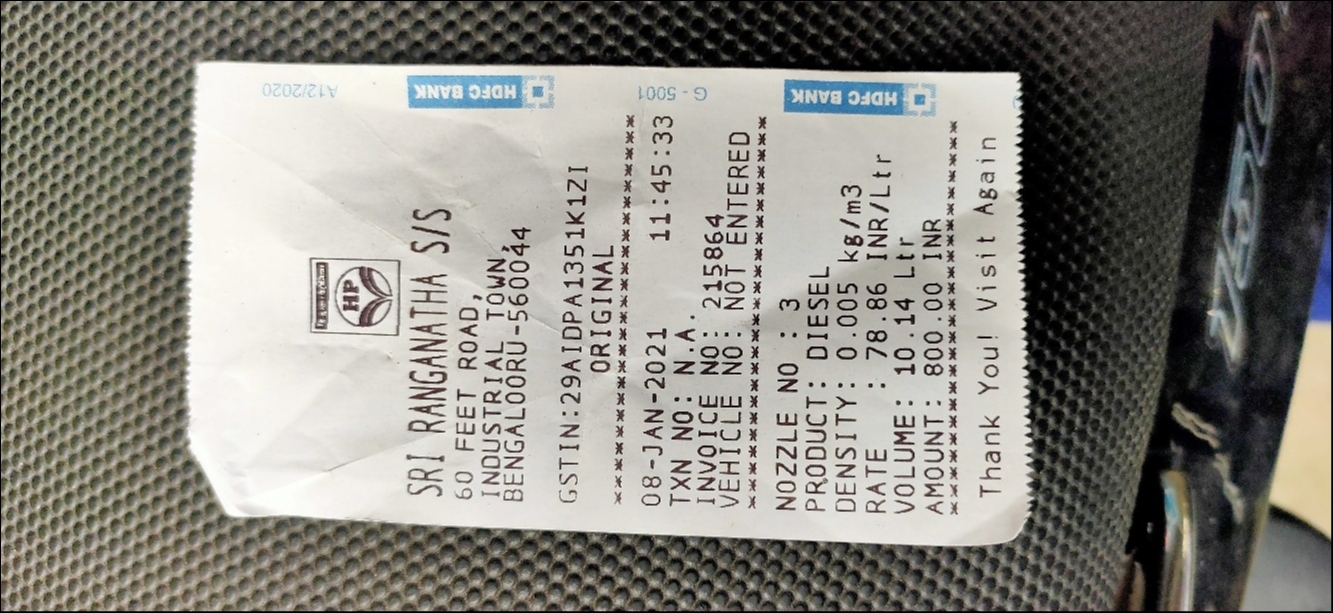 A12/2020
HDFC BANK
G - 5001
HDFC BANK
HP
SRI RANGANATHA S/S
60 FEET ROAD,
INDUSTRIAL TOWN,
BENGALOORU-560044
GSTIN:29AIDPA1351K1ZI
ORIGINAL
08-JAN-2021 11:45:33
TXN NO: N.A.
INVOICE NO: 215864
VEHICLE NO: NOT ENTERED
NOZZLE NO : 3
PRODUCT: DIESEL
DENSITY: 0.005 kg/m3
RATE : 78.86 INR/Ltr
VOLUME: 10.14 Ltr
AMOUNT: 800.00 INR
Thank You! Visit Again